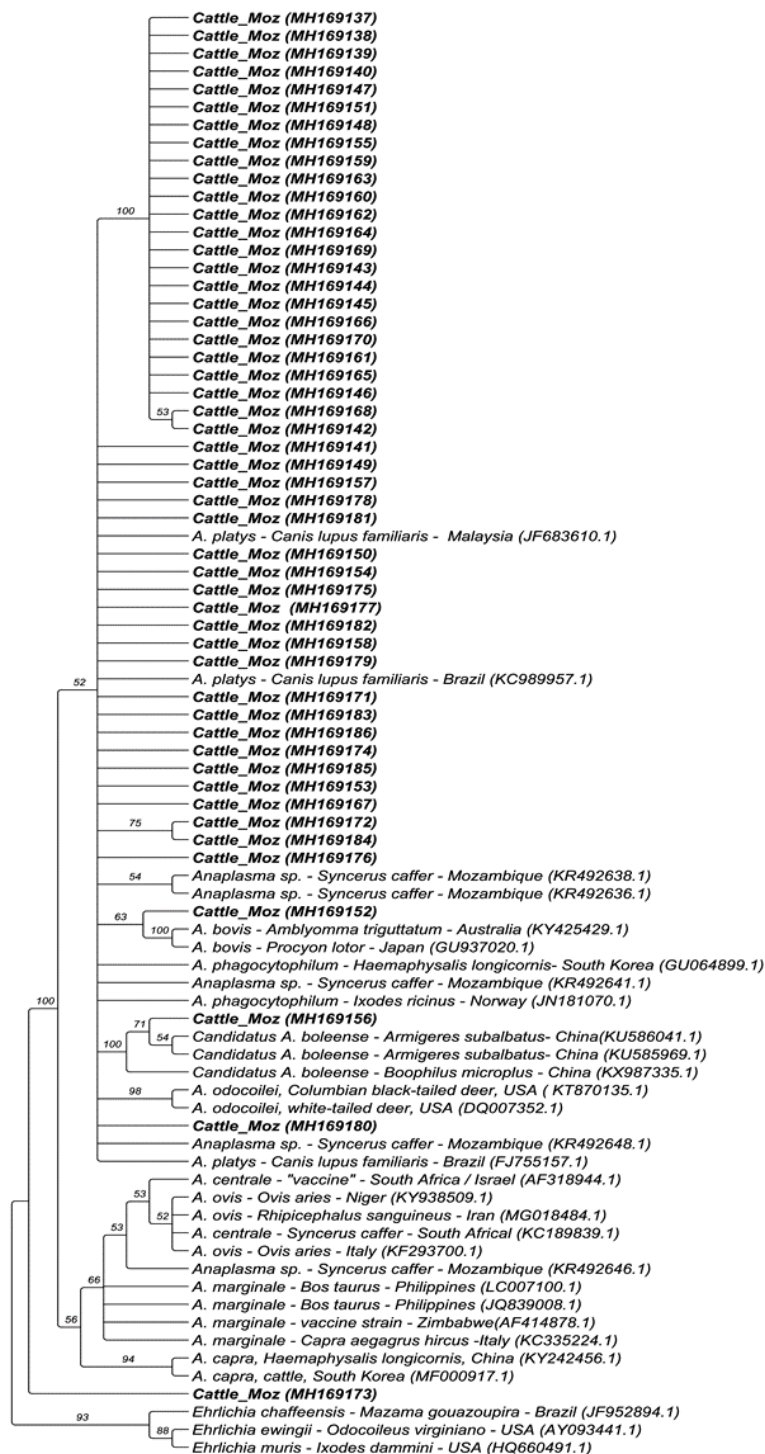 Cattle_Moz (MH169137)
Cattle_Moz (MH169138)
Cattle_Moz (MH169139)
Cattle_Moz (MH169140)
Cattle_Moz (MH169147)
Cattle_Moz (MH169151)
Cattle_Moz (MH169148)
Cattle_Moz (MH169155)
Cattle_Moz (MH169159)
Cattle_Moz (MH169163)
Cattle_Moz (MH169160)
Cattle_Moz (MH169162)
100
Cattle_Moz (MH169164)
Cattle_Moz (MH169169)
Cattle_Moz (MH169143)
Cattle_Moz (MH169144)
Cattle_Moz (MH169145)
Cattle_Moz (MH169166)
Cattle_Moz (MH169170)
Cattle_Moz (MH169161)
Cattle_Moz (MH169165)
Cattle_Moz (MH169146)
53 Cattle_Moz (MH169168)
Cattle_Moz (MH169142)
Cattle_Moz (MH169141)
Cattle_Moz (MH169149)
Cattle_Moz (MH169157)
Cattle_Moz (MH169178)
Cattle_Moz (MH169181)
A. platys - Canis lupus familiaris - Malaysia (JF683610.1)
Cattle_Moz (MH169150)
Cattle_Moz (MH169154)
Cattle_Moz (MH169175)
Cattle_Moz (MH169177)
Cattle_Moz (MH169182)
Cattle_Moz (MH169158)
Cattle_Moz (MH169179)
52 A. platys - Canis lupus familiaris - Brazil (KC989957.1)
Cattle_Moz (MH169171)
Cattle_Moz (MH169183)
Cattle_Moz (MH169186)
Cattle_Moz (MH169174)
Cattle_Moz (MH169185)
Cattle_Moz (MH169153)
Cattle_Moz (MH169167)
75 Cattle_Moz (MH169172)
Cattle_Moz (MH169184)
Cattle_Moz (MH169176)
54 Anaplasma sp. - Syncerus caffer - Mozambique (KR492638.1)
Anaplasma sp. - Syncerus caffer - Mozambique (KR492636.1)
63 Cattle_Moz (MH169152)
100 A. bovis - Amblyomma triguttatum - Australia (KY425429.1)
A. bovis - Procyon lotor - Japan (GU937020.1)
A. phagocytophilum - Haemaphysalis longicornis- South Korea (GU064899.1)
Anaplasma sp. - Syncerus caffer - Mozambique (KR492641.1)
100 A. phagocytophilum - Ixodes ricinus - Norway (JN181070.1)
71 Cattle_Moz (MH169156)
54 Candidatus A. boleense - Armigeres subalbatus- China(KU586041.1)
100 Candidatus A. boleense - Armigeres subalbatus- China (KU585969.1)
Candidatus A. boleense - Boophilus microplus - China (KX987335.1)
98 A. odocoilei, Columbian black-tailed deer, USA ( KT870135.1)
A. odocoilei, white-tailed deer, USA (DQ007352.1)
Cattle_Moz (MH169180)
Anaplasma sp. - Syncerus caffer - Mozambique (KR492648.1)
A. platys - Canis lupus familiaris - Brazil (FJ755157.1)
A. centrale - "vaccine" - South Africa / Israel (AF318944.1)
53 A. ovis - Ovis aries - Niger (KY938509.1)
52 A. ovis - Rhipicephalus sanguineus - Iran (MG018484.1)
53 A. centrale - Syncerus caffer - South Africal (KC189839.1)
A. ovis - Ovis aries - Italy (KF293700.1)
Anaplasma sp. - Syncerus caffer - Mozambique (KR492646.1)
66 A. marginale - Bos taurus - Philippines (LC007100.1)
A. marginale - Bos taurus - Philippines (JQ839008.1)
56 A. marginale - vaccine strain - Zimbabwe(AF414878.1)
A. marginale - Capra aegagrus hircus -Italy (KC335224.1)
94 A. capra, Haemaphysalis longicornis, China (KY242456.1)
A. capra, cattle, South Korea (MF000917.1)
Cattle_Moz (MH169173)
93 Ehrlichia chaffeensis - Mazama gouazoupira - Brazil (JF952894.1)
88 Ehrlichia ewingii - Odocoileus virginiano - USA (AY093441.1)
Ehrlichia muris - Ixodes dammini - USA (HQ660491.1)